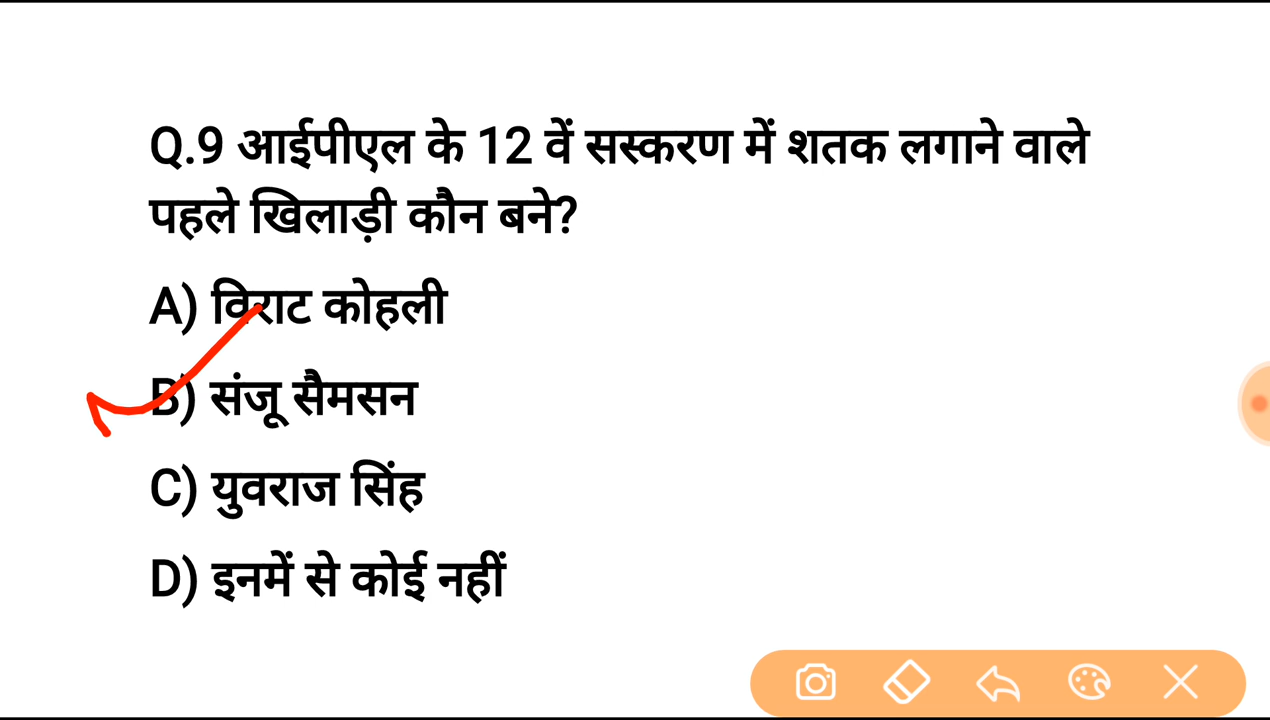 Q.9 आईपीएल के 12 वें सस्करण में शतक लगाने वाले
पहले खिलाड़ी कौन बने?
A) विराट कोहली
B) संजू सैमसन
C) युवराज सिंह
D) इनमें से कोई नहीं